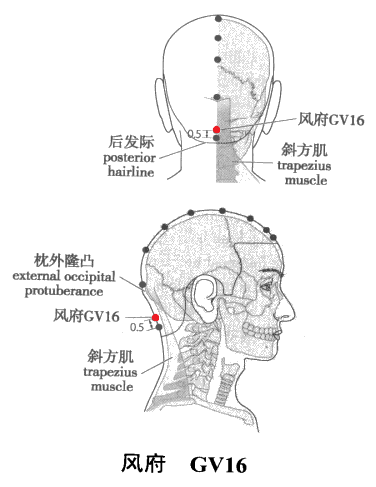 0.5
风府GV16
后发际
posterior
hairline
斜方肌
trapezius
muscle
枕外隆凸
external occipital
protuberance
风府GV16
0.5
斜方肌
trapezius
muscle
风府 GV16